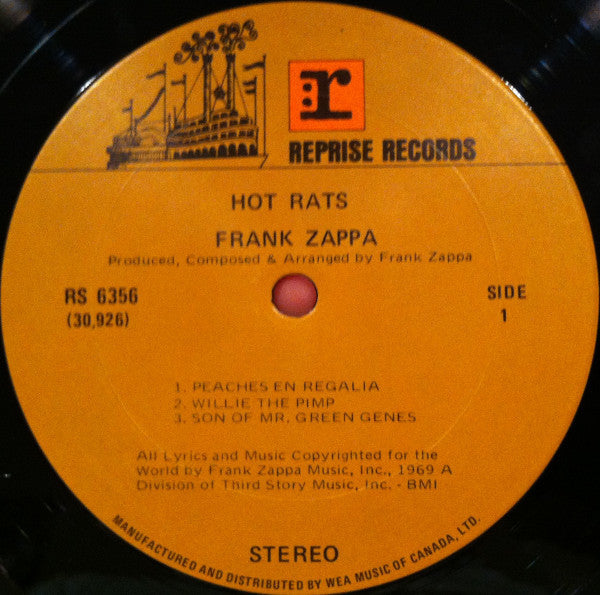 r
REPRISE RECORDS
HOT RATS
FRANK ZAPPA
Produced, Composed & Arranged by Frank Zappa
RS 6356
(30,926)
SIDE
1
1. PEACHES EN REGALIA
2. WILLIE THE PIMP
3. SON OF MR. GREEN GENES
All Lyrics and Music Copyrighted for the
World by Frank Zappa Music, Inc., 1969 A
Division of Third Story Music, Inc. - BMI
STEREO
MANUFACTURED AND DISTRIBUTED BY WEA MUSIC OF CANADA, LTD.